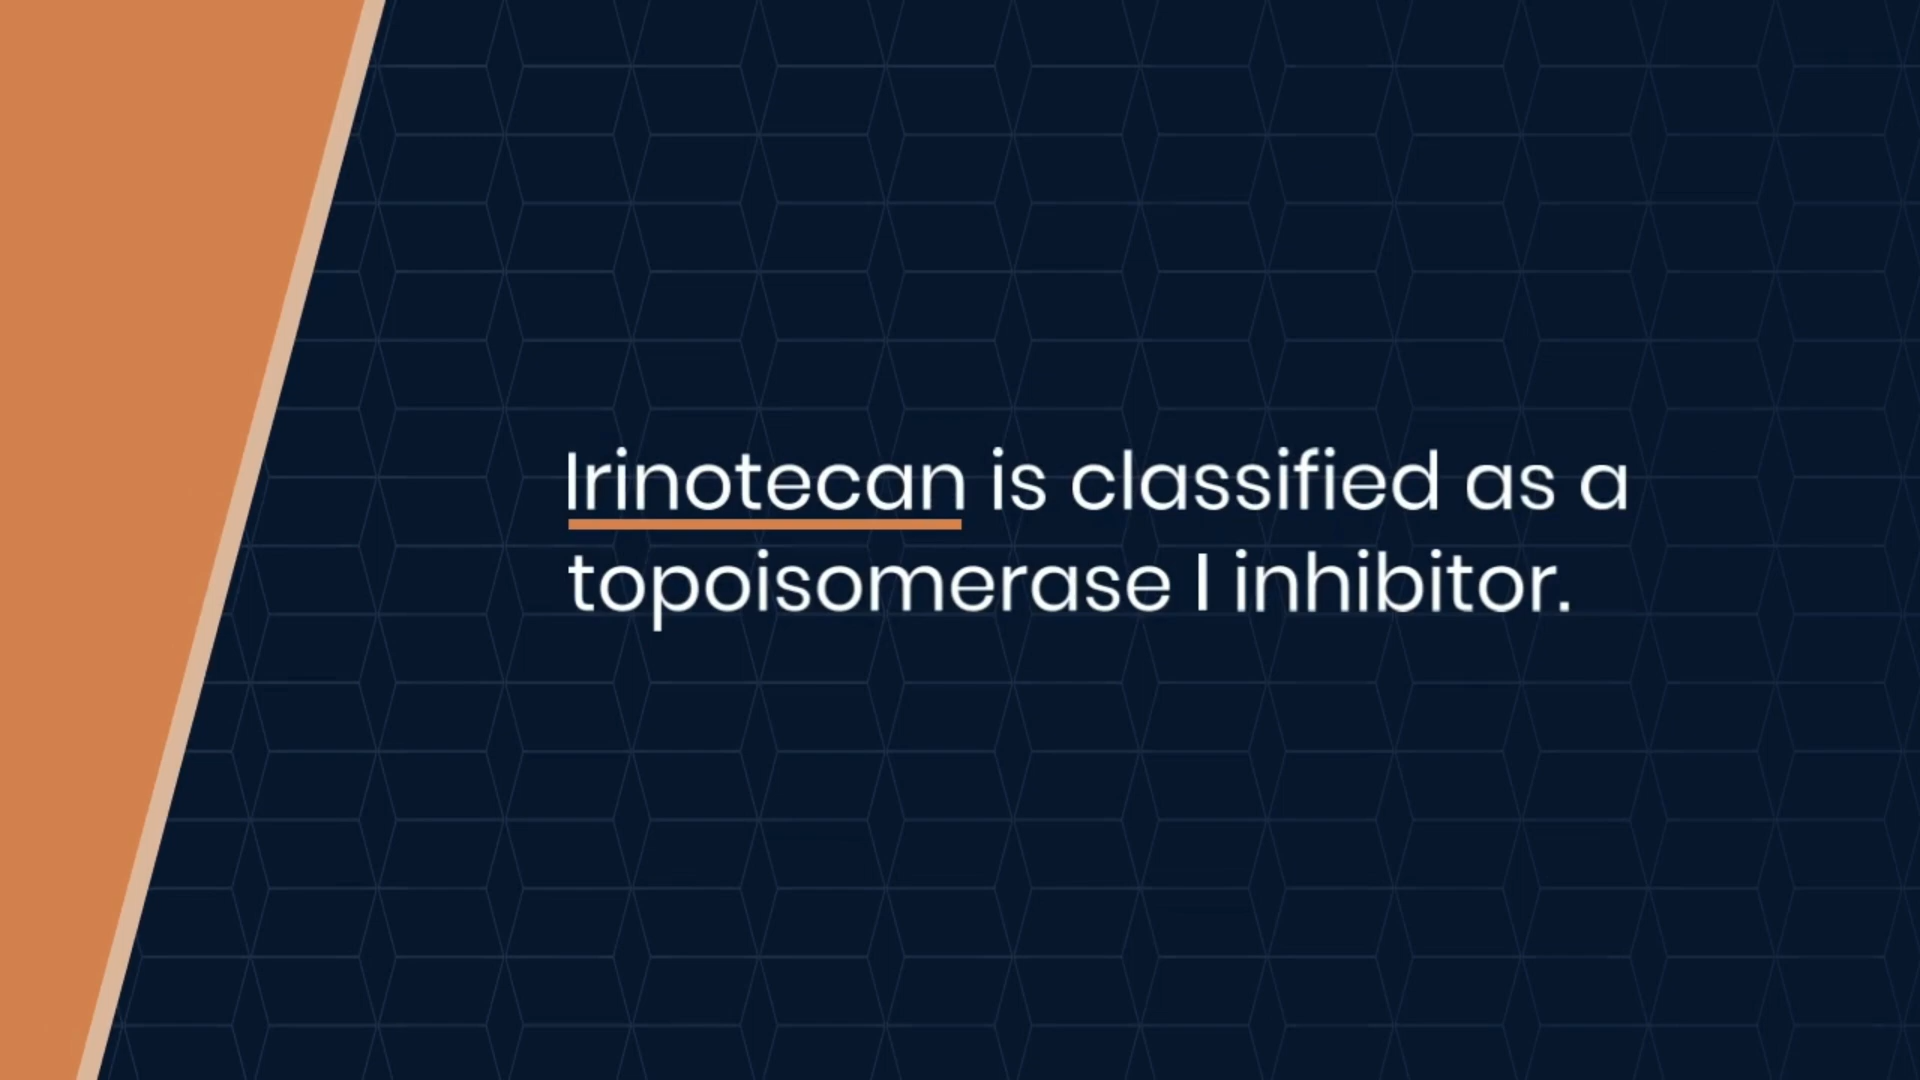 Irinotecan is classified as a
topoisomerase I inhibitor.